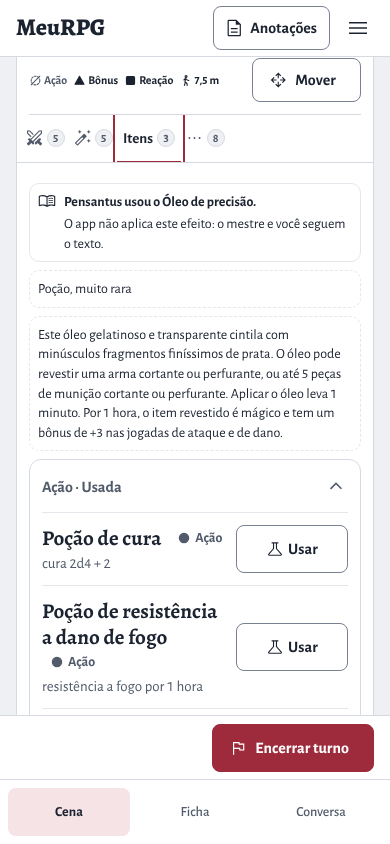 MeuRPG
Anotações
Ação Bônus Reação 7,5 m
Mover
5 5 Itens 3 ··· 8
Pensantus usou o Óleo de precisão.
O app não aplica este efeito: o mestre e você seguem
o texto.
Poção, muito rara
Este óleo gelatinoso e transparente cintila com
minúsculos fragmentos finíssimos de prata. O óleo pode
revestir uma arma cortante ou perfurante, ou até 5 peças
de munição cortante ou perfurante. Aplicar o óleo leva 1
minuto. Por 1 hora, o item revestido é mágico e tem um
bônus de +3 nas jogadas de ataque e de dano.
Ação · Usada
Poção de cura Ação
cura 2d4 + 2
Usar
Poção de resistência
a dano de fogo
Ação
resistência a fogo por 1 hora
Usar
Encerrar turno
Cena Ficha Conversa